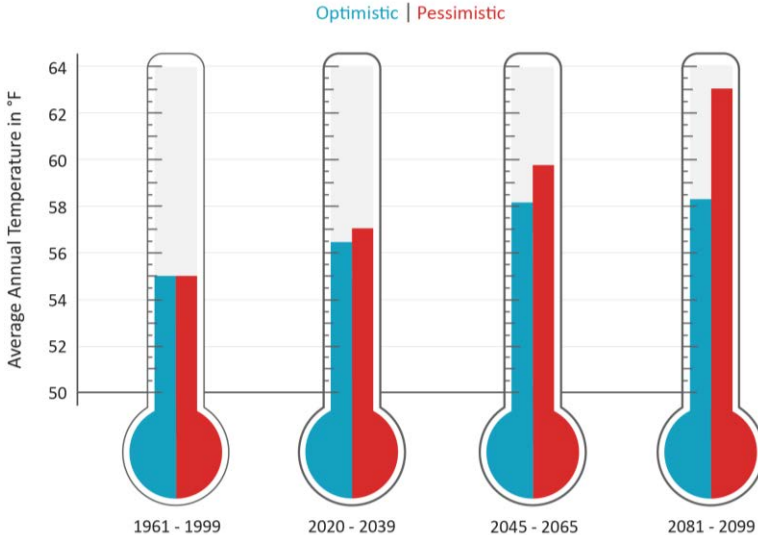 Optimistic | Pessimistic
Average Annual Temperature in °F
64
62
60
58
56
54
52
50
1961 - 1999
2020 - 2039
2045 - 2065
2081 - 2099